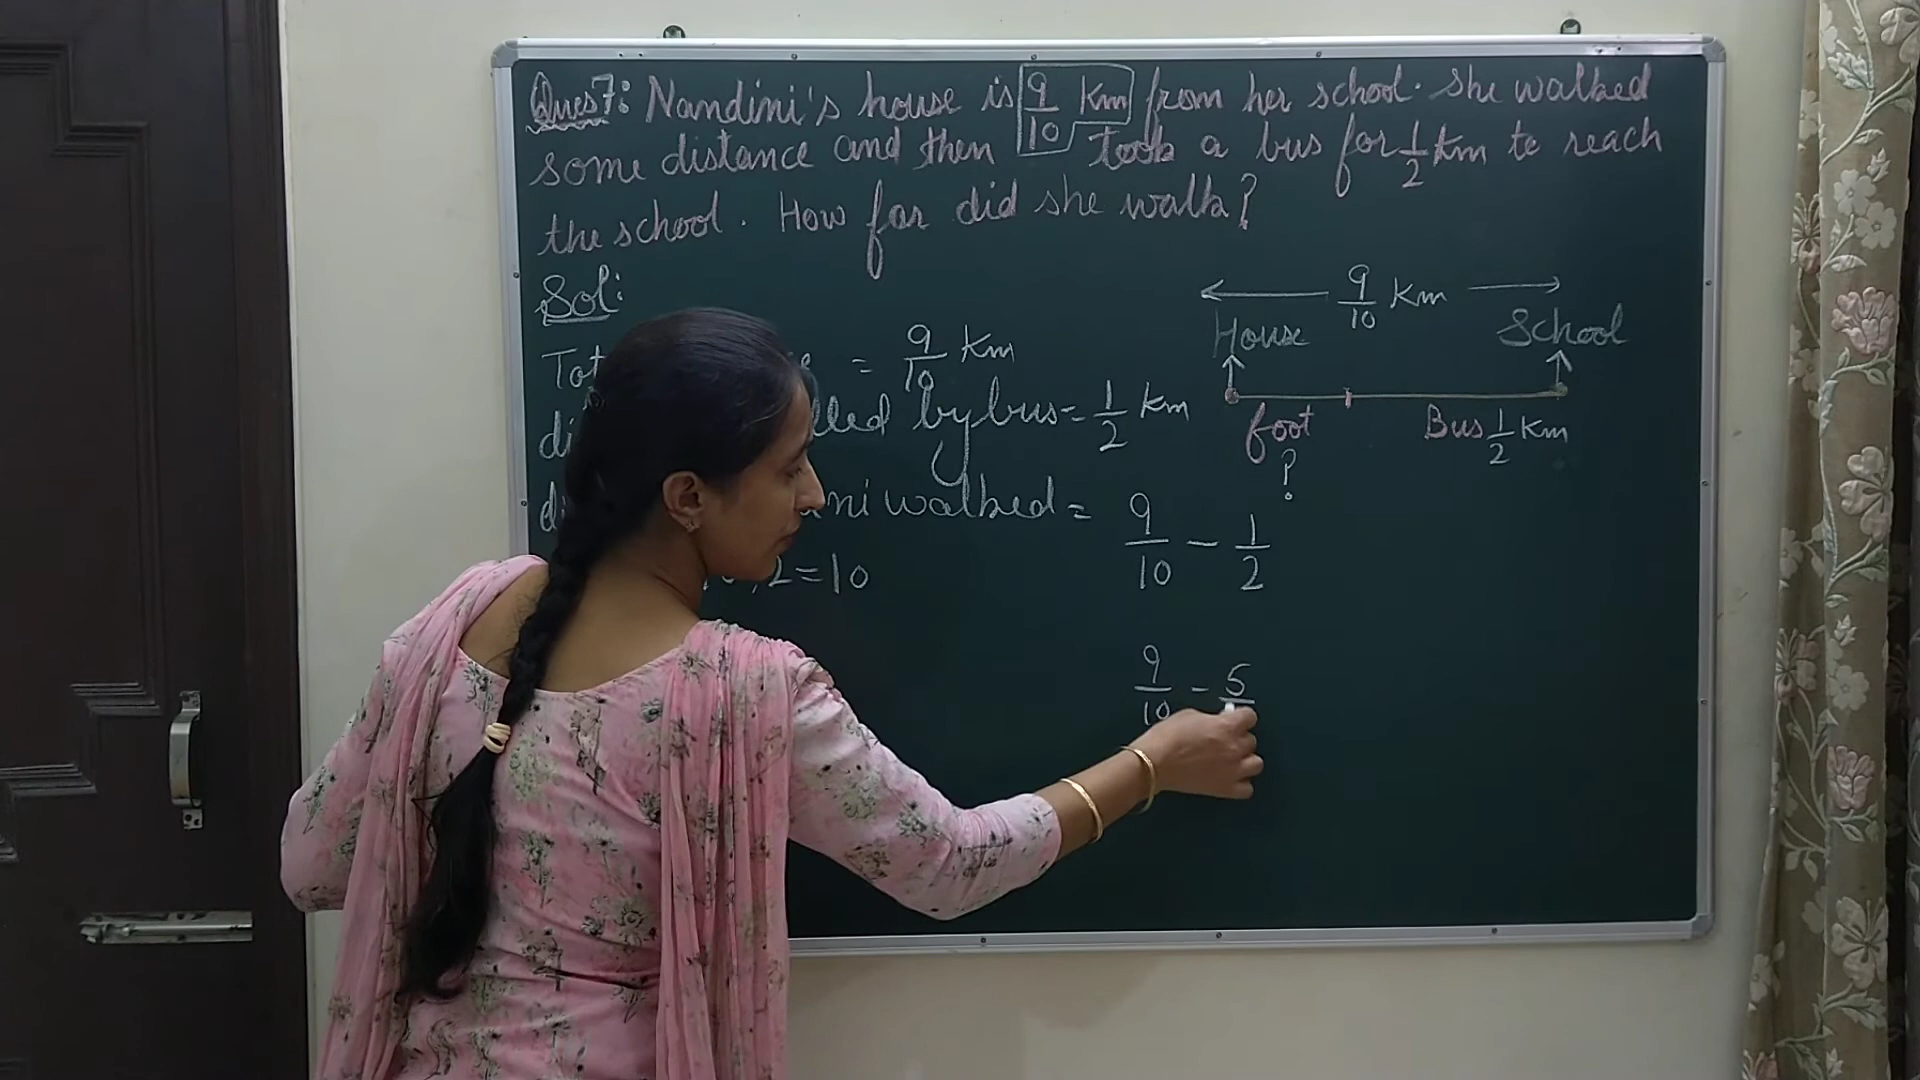 Ques7: Nandini's house is 9/10 Km from her school. She walked
some distance and then took a bus for 1/2 Km to reach
the school. How far did she walk?
Sol:
= 9/10 Km
by bus = 1/2 Km
walked = 9/10 - 1/2
, 2 = 10
9/10 - 5
9/10 Km
House School
foot Bus 1/2 Km
?